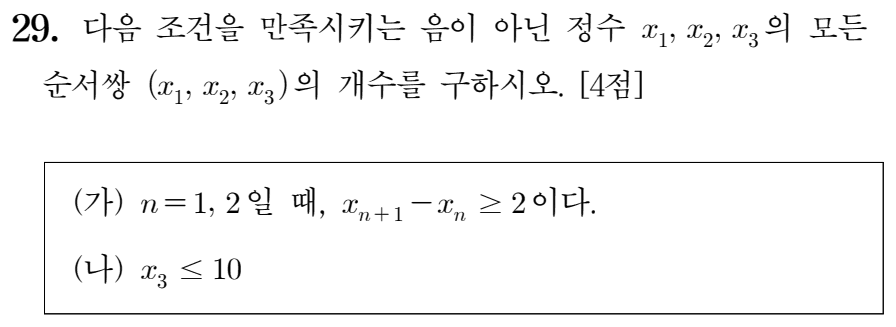 29. 다음 조건을 만족시키는 음이 아닌 정수 x₁, x₂, x₃의 모든
순서쌍 (x₁, x₂, x₃)의 개수를 구하시오. [4점]
(가) n=1, 2일 때, xₙ₊₁−xₙ ≥ 2이다.
(나) x₃ ≤ 10